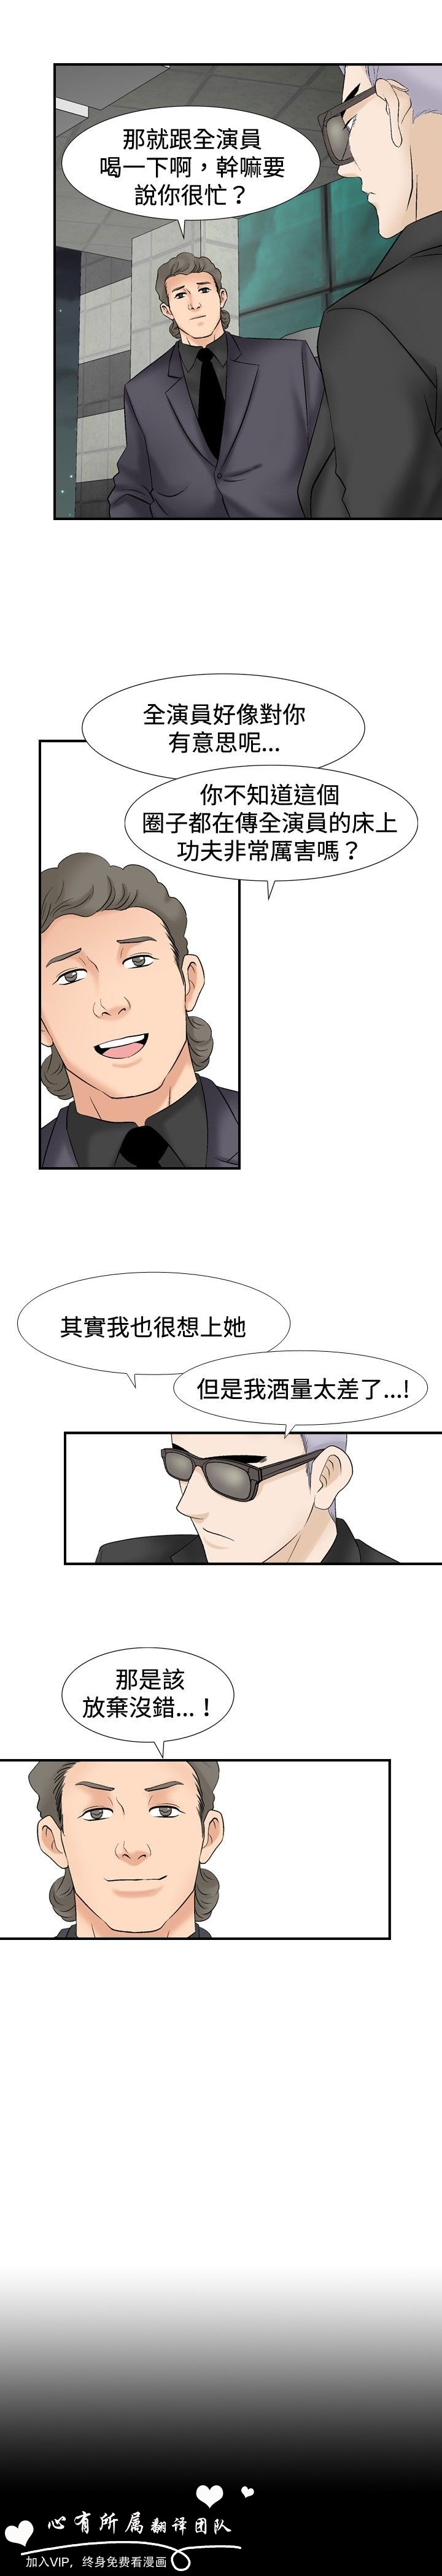 那就跟全演員
喝一下啊，幹嘛要
說你很忙？
全演員好像對你
有意思呢...
你不知道這個
圈子都在傳全演員的床上
功夫非常厲害嗎？
其實我也很想上她
但是我酒量太差了...!
那是該
放棄沒錯...！
心有所属翻译团队
加入VIP，终身免费看漫画